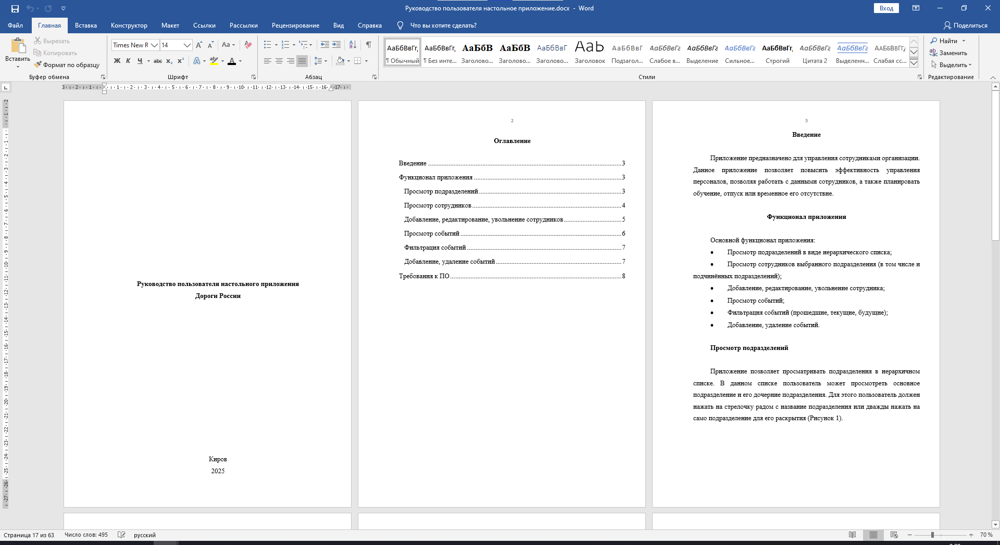 Руководство пользователя настольное приложение.docx - Word
Вход
Файл
Главная
Вставка
Конструктор
Макет
Ссылки
Рассылки
Рецензирование
Вид
Справка
Что вы хотите сделать?
Поделиться
Вставить
Вырезать
Копировать
Формат по образцу
Буфер обмена
Times New R
14
Шрифт
Абзац
АаБбВвГг,
¶ Обычный
АаБбВвГг,
¶ Без инте...
АаБбВ
Заголово...
АаБбВ
Заголово...
АаБбВвГ
Заголово...
АаЬ
Заголовок
АаБбВвГ
Подзагол...
АаБбВвГг
Слабое в...
АаБбВвГг
Выделение
АаБбВвГг
Сильное...
АаБбВвГг,
Строгий
АаБбВвГг
Цитата 2
АаБбВвГг
Выделенн...
ААББВВГГД
Слабая сс...
Стили
Найти
Заменить
Выделить
Редактирование
Руководство пользователя настольного приложения
Дороги России
Киров
2025
2
Оглавление
Введение ... 3
Функционал приложения ... 3
Просмотр подразделений ... 3
Просмотр сотрудников ... 4
Добавление, редактирование, увольнение сотрудников ... 5
Просмотр событий ... 6
Фильтрация событий ... 7
Добавление, удаление событий ... 7
Требования к ПО ... 8
3
Введение
Приложение предназначено для управления сотрудниками организации.
Данное приложение позволяет повысить эффективность управления
персоналов, позволяя работать с данными сотрудников, а также планировать
обучение, отпуск или временное его отсутствие.
Функционал приложения
Основной функционал приложения:
• Просмотр подразделений в виде иерархического списка;
• Просмотр сотрудников выбранного подразделения (в том числе и
подчинённых подразделений);
• Добавление, редактирование, увольнение сотрудника;
• Просмотр событий;
• Фильтрация событий (прошедшие, текущие, будущие);
• Добавление, удаление событий.
Просмотр подразделений
Приложение позволяет просматривать подразделения в иерархичном
списке. В данном списке пользователь может просмотреть основное
подразделение и его дочерние подразделения. Для этого пользователь должен
нажать на стрелочку радом с название подразделения или дважды нажать на
само подразделение для его раскрытия (Рисунок 1).
Страница 17 из 63
Число слов: 495
русский
70 %